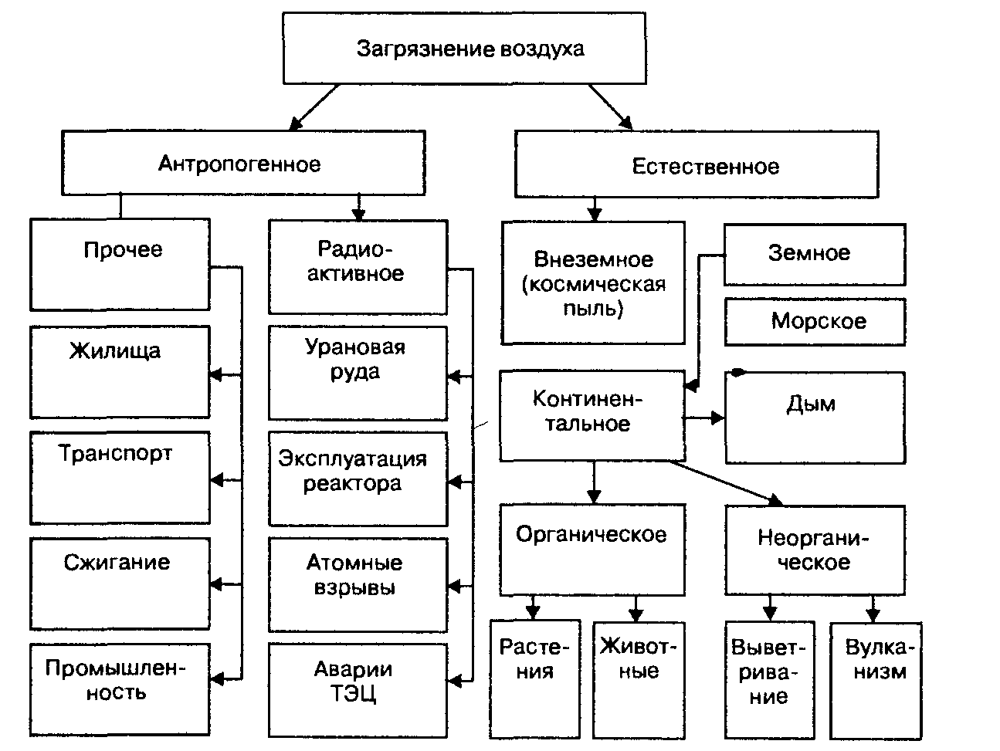 Загрязнение воздуха
Антропогенное
Естественное
Прочее
Радио-
активное
Внеземное
(космическая
пыль)
Земное
Морское
Жилища
Урановая
руда
Континен-
тальное
Дым
Транспорт
Эксплуатация
реактора
Органическое
Неоргани-
ческое
Сжигание
Атомные
взрывы
Расте-
ния
Живот-
ные
Вывет-
рива-
ние
Вулка-
низм
Промышлен-
ность
Аварии
ТЭЦ